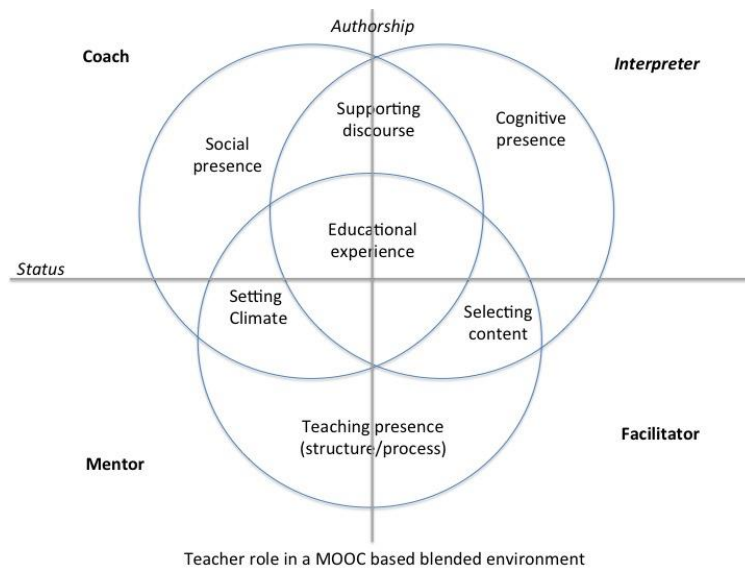 Authorship
Coach
Interpreter
Supporting
discourse
Cognitive
presence
Social
presence
Educational
experience
Status
Setting
Climate
Selecting
content
Teaching presence
(structure/process)
Facilitator
Mentor
Teacher role in a MOOC based blended environment